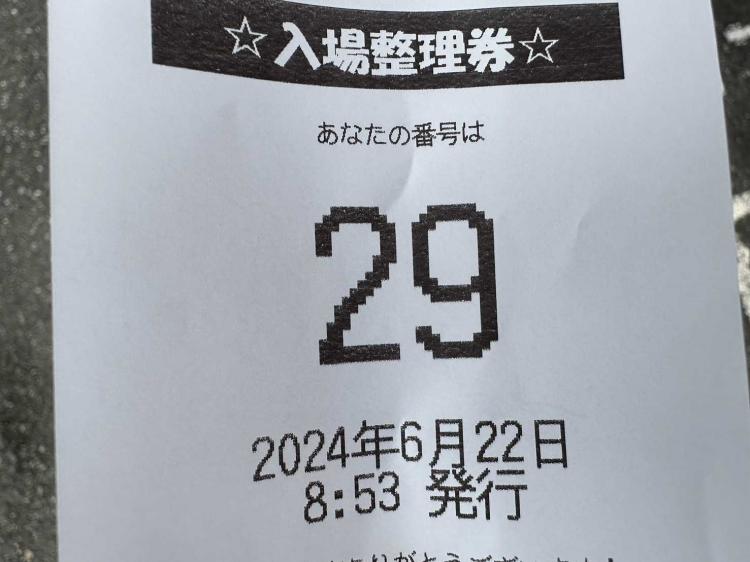 ☆入場整理券☆
あなたの番号は
29
2024年6月22日
8:53 発行